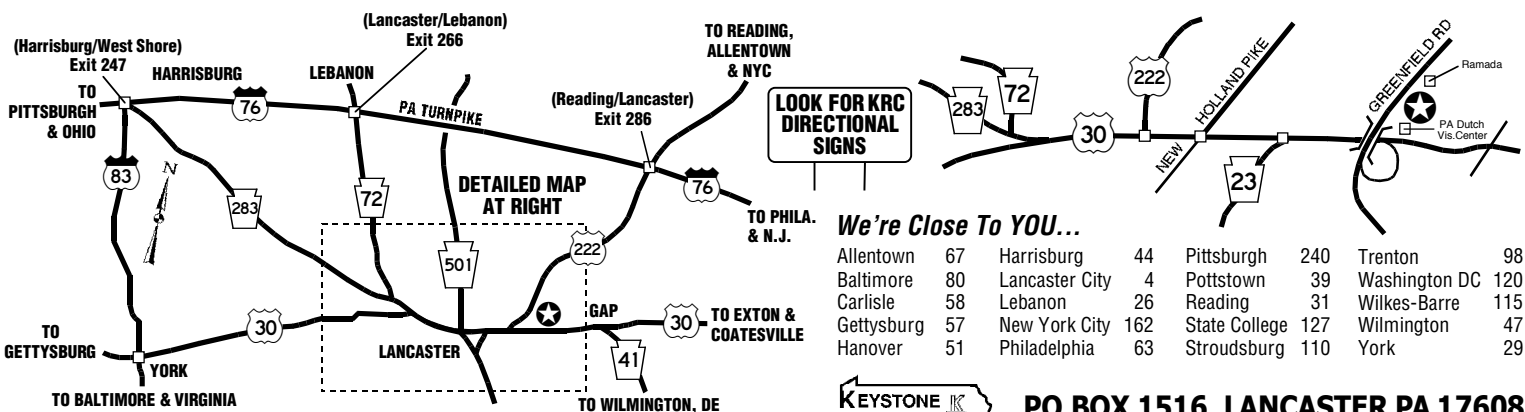 (Harrisburg/West Shore)
Exit 247
(Lancaster/Lebanon)
Exit 266
TO READING,
ALLENTOWN
& NYC
HARRISBURG
LEBANON
TO
PITTSBURGH
& OHIO
76
PA TURNPIKE
(Reading/Lancaster)
Exit 286
83
N
283
72
DETAILED MAP
AT RIGHT
76
TO PHILA.
& N.J.
501
222
TO
GETTYSBURG
30
GAP
30
TO EXTON &
COATESVILLE
LANCASTER
41
YORK
TO BALTIMORE & VIRGINIA
TO WILMINGTON, DE
LOOK FOR KRC
DIRECTIONAL
SIGNS
283
72
222
30
NEW HOLLAND PIKE
23
GREENFIELD RD
Ramada
PA Dutch
Vis.Center
We're Close To YOU...
Allentown 67 Harrisburg 44 Pittsburgh 240 Trenton 98
Baltimore 80 Lancaster City 4 Pottstown 39 Washington DC 120
Carlisle 58 Lebanon 26 Reading 31 Wilkes-Barre 115
Gettysburg 57 New York City 162 State College 127 Wilmington 47
Hanover 51 Philadelphia 63 Stroudsburg 110 York 29
KEYSTONE K
PO BOX 1516, LANCASTER PA 17608